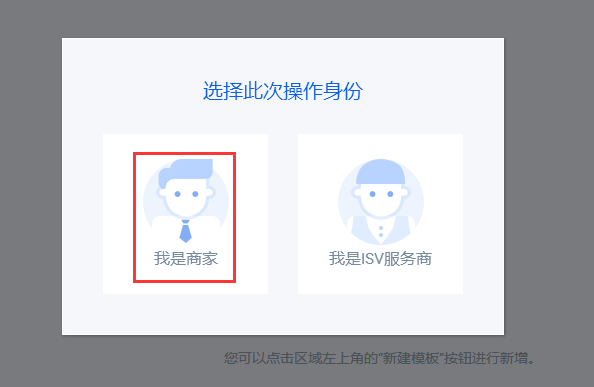 选择此次操作身份
我是商家
我是ISV服务商
您可以点击区域左上角的“新建模板”按钮进行新增。